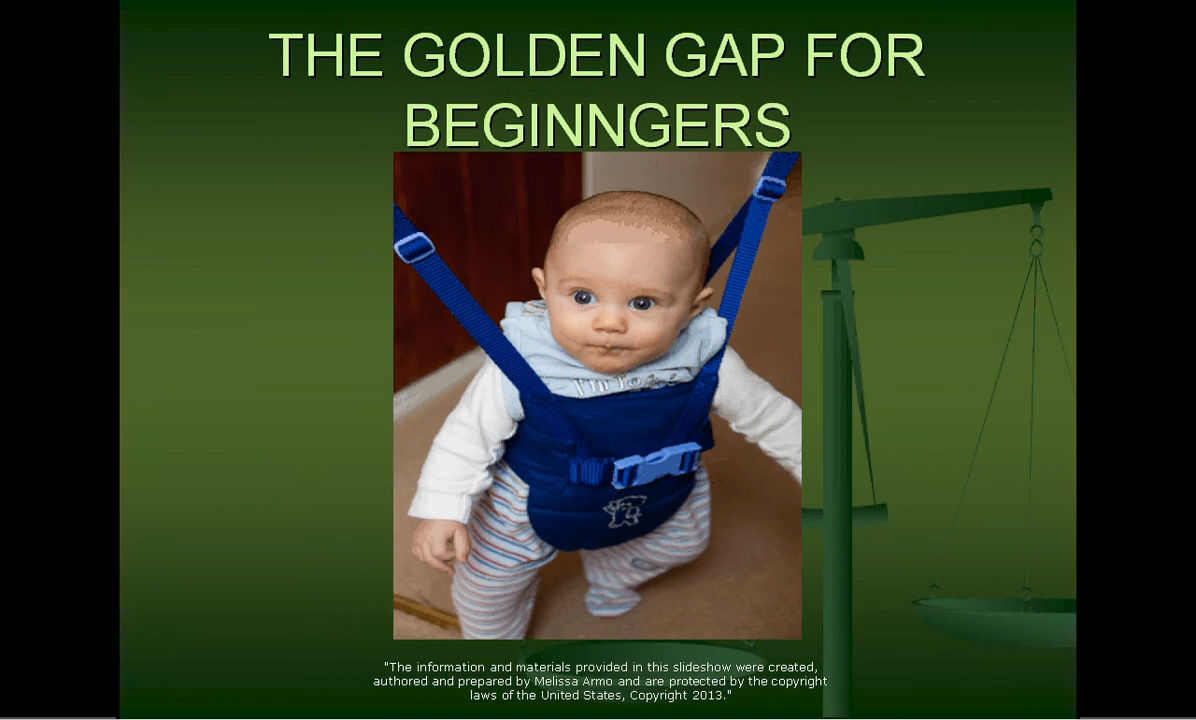 THE GOLDEN GAP FOR
BEGINNGERS
"The information and materials provided in this slideshow were created,
authored and prepared by Melissa Armo and are protected by the copyright
laws of the United States, Copyright 2013."